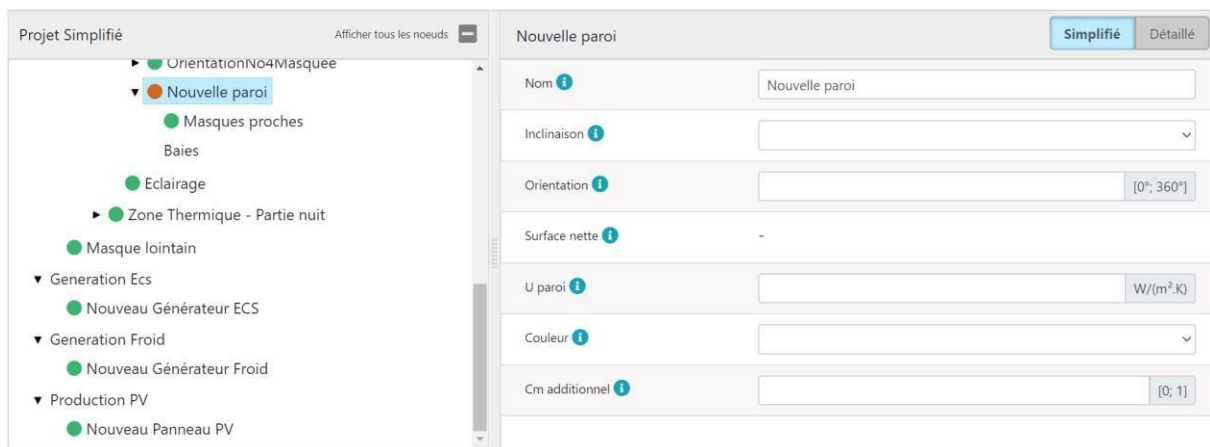 Projet Simplifié
Afficher tous les noeuds
OrientationNo4Masquee
Nouvelle paroi
Masques proches
Baies
Eclairage
Zone Thermique - Partie nuit
Masque lointain
Generation Ecs
Nouveau Générateur ECS
Generation Froid
Nouveau Générateur Froid
Production PV
Nouveau Panneau PV
Nouvelle paroi
Simplifié
Détaillé
Nom
Nouvelle paroi
Inclinaison
Orientation
[0°; 360°]
Surface nette
-
U paroi
W/(m².K)
Couleur
Cm additionnel
[0; 1]